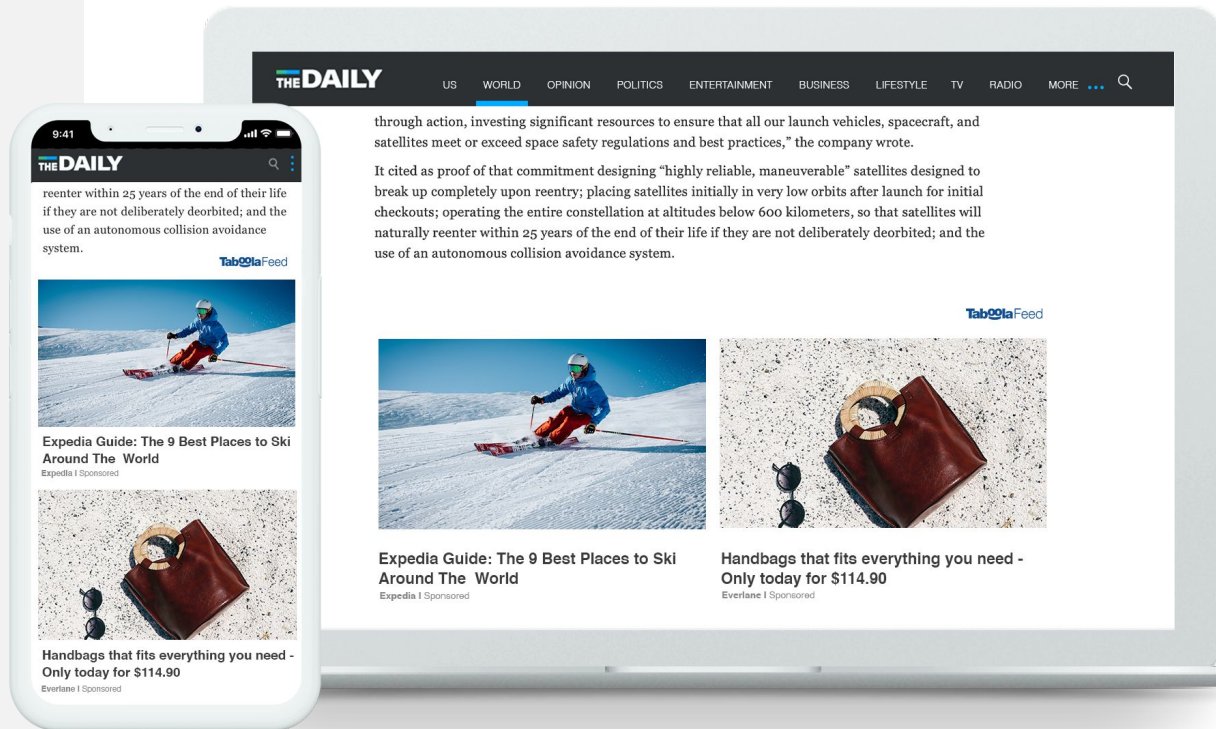 THE DAILY
US WORLD OPINION POLITICS ENTERTAINMENT BUSINESS LIFESTYLE TV RADIO MORE
through action, investing significant resources to ensure that all our launch vehicles, spacecraft, and
satellites meet or exceed space safety regulations and best practices,” the company wrote.
It cited as proof of that commitment designing “highly reliable, maneuverable” satellites designed to
break up completely upon reentry; placing satellites initially in very low orbits after launch for initial
checkouts; operating the entire constellation at altitudes below 600 kilometers, so that satellites will
naturally reenter within 25 years of the end of their life if they are not deliberately deorbited; and the
use of an autonomous collision avoidance system.
Taboola Feed
Expedia Guide: The 9 Best Places to Ski
Around The World
Expedia | Sponsored
Handbags that fits everything you need -
Only today for $114.90
Everlane | Sponsored
9:41
THE DAILY
reenter within 25 years of the end of their life
if they are not deliberately deorbited; and the
use of an autonomous collision avoidance
system.
Taboola Feed
Expedia Guide: The 9 Best Places to Ski
Around The World
Expedia | Sponsored
Handbags that fits everything you need -
Only today for $114.90
Everlane | Sponsored